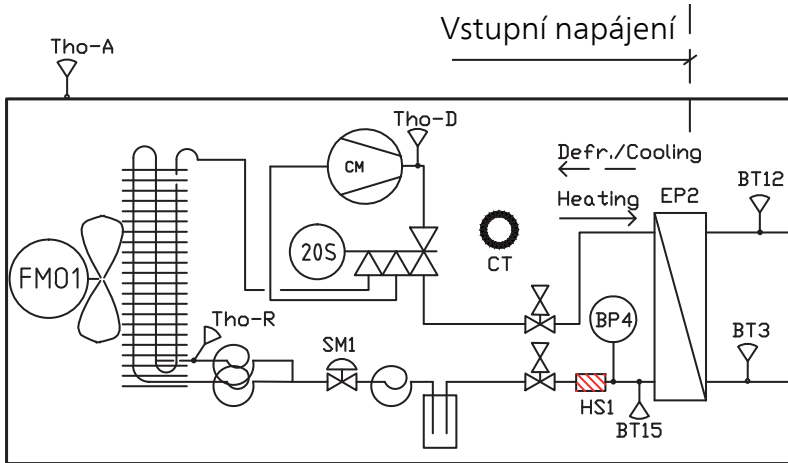 Vstupní napájení
Tho-A
Tho-D
CM
Defr./Cooling
Heating
EP2
BT12
20S
CT
FM01
Tho-R
SM1
BP4
BT3
HS1
BT15